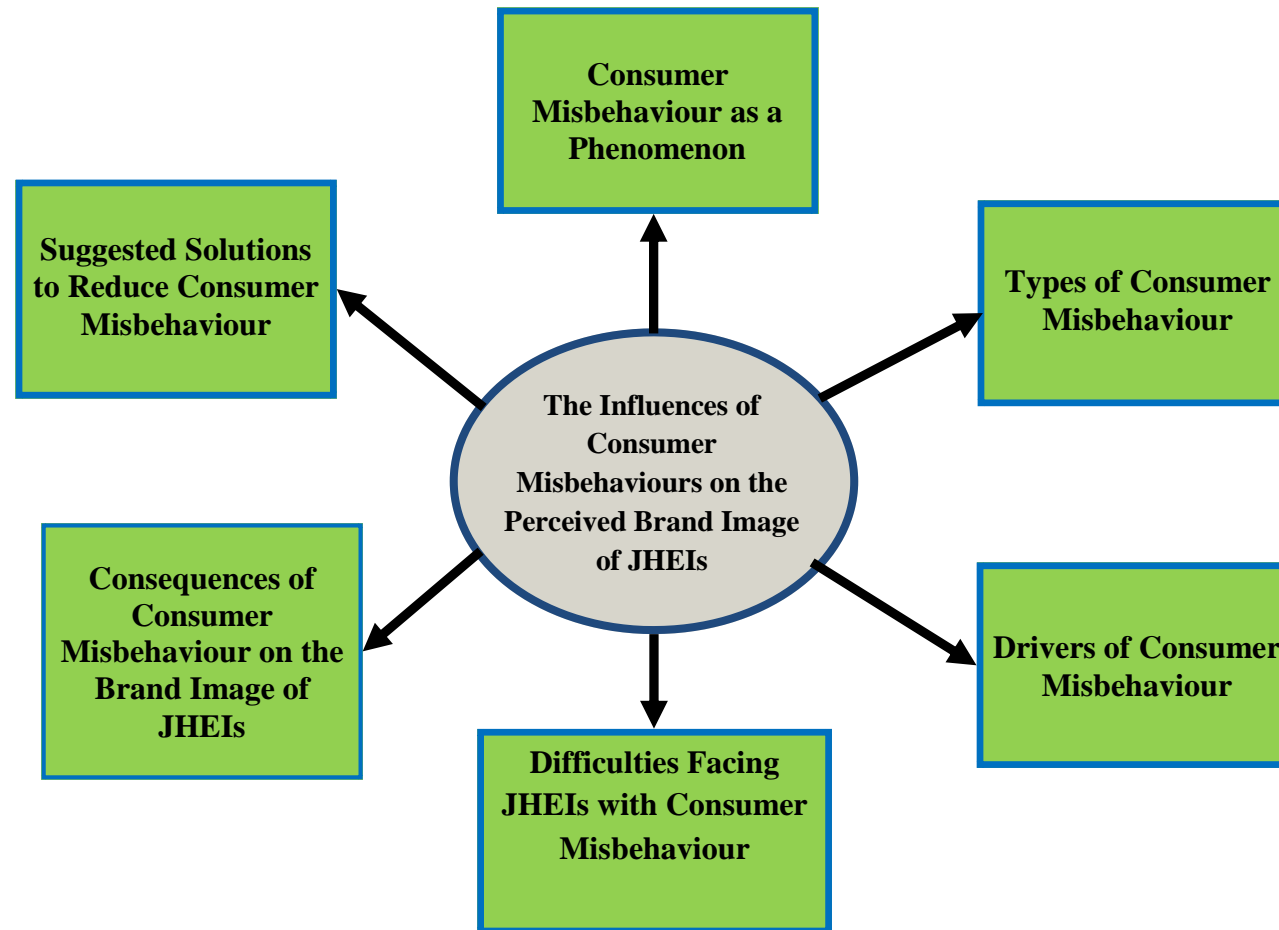 Consumer
Misbehaviour as a
Phenomenon
Suggested Solutions
to Reduce Consumer
Misbehaviour
Types of Consumer
Misbehaviour
The Influences of
Consumer
Misbehaviours on the
Perceived Brand Image
of JHEIs
Consequences of
Consumer
Misbehaviour on the
Brand Image of
JHEIs
Drivers of Consumer
Misbehaviour
Difficulties Facing
JHEIs with Consumer
Misbehaviour